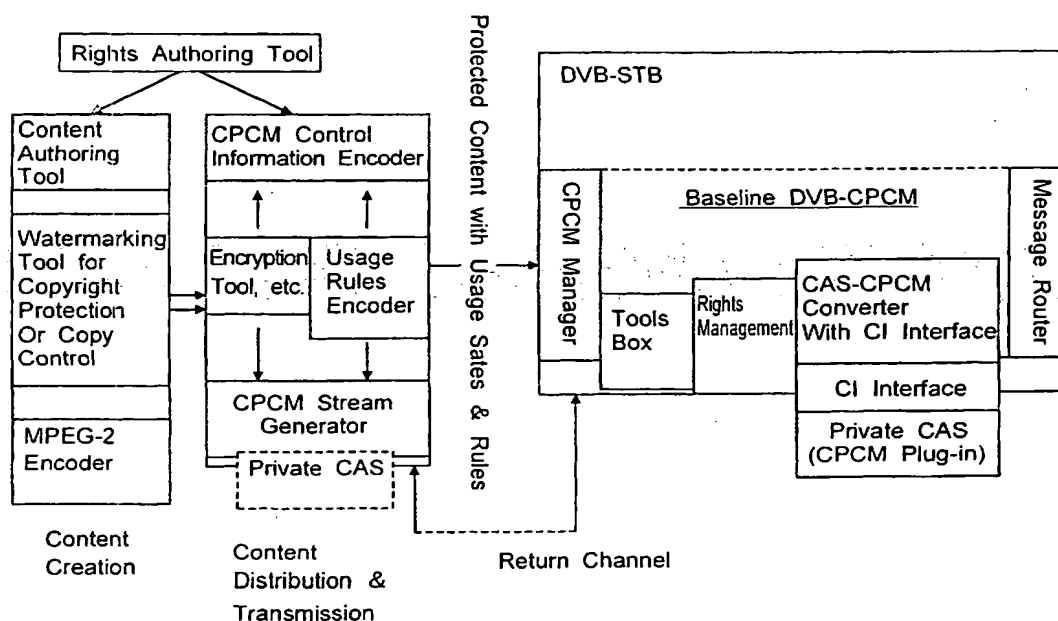 Rights Authoring Tool
Content
Authoring
Tool
Watermarking
Tool for
Copyright
Protection
Or Copy
Control
MPEG-2
Encoder
Content
Creation
CPCM Control
Information Encoder
Encryption
Tool, etc.
Usage
Rules
Encoder
CPCM Stream
Generator
Private CAS
Content
Distribution &
Transmission
Protected Content with Usage Sates & Rules
Return Channel
DVB-STB
CPCM Manager
Baseline DVB-CPCM
Tools
Box
Rights
Management
CAS-CPCM
Converter
With CI Interface
CI Interface
Private CAS
(CPCM Plug-in)
Message Router